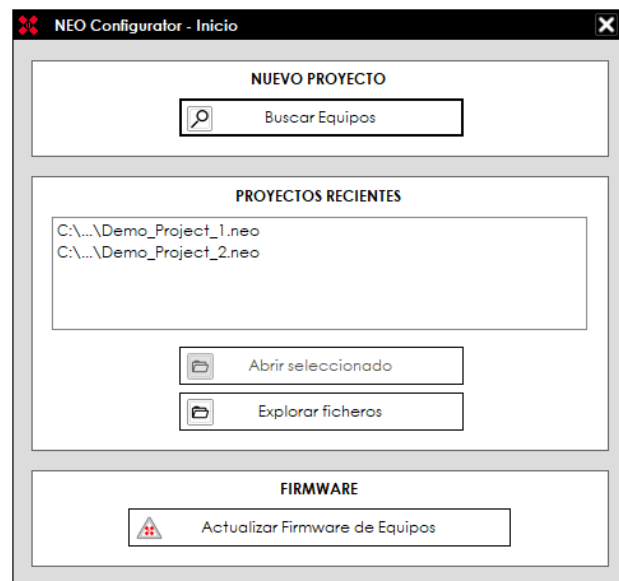 NEO Configurator - Inicio
NUEVO PROYECTO
Buscar Equipos
PROYECTOS RECIENTES
C:\...\Demo_Project_1.neo
C:\...\Demo_Project_2.neo
Abrir seleccionado
Explorar ficheros
FIRMWARE
Actualizar Firmware de Equipos